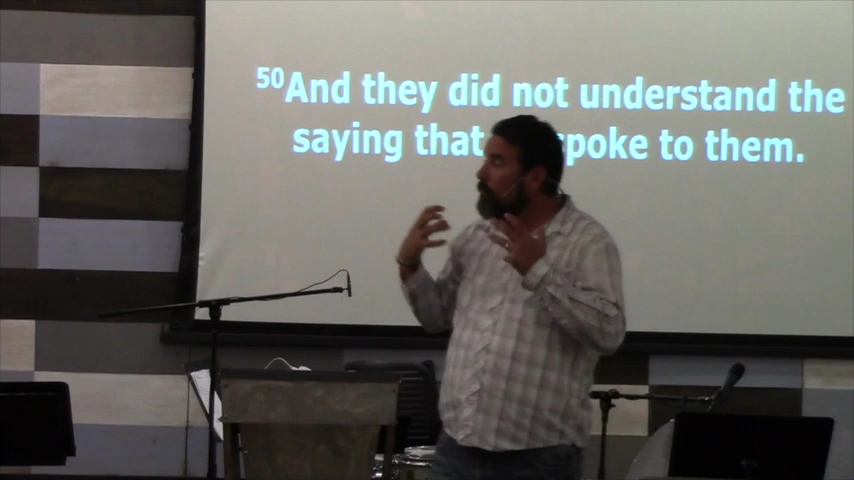 50And they did not understand the
saying that spoke to them.